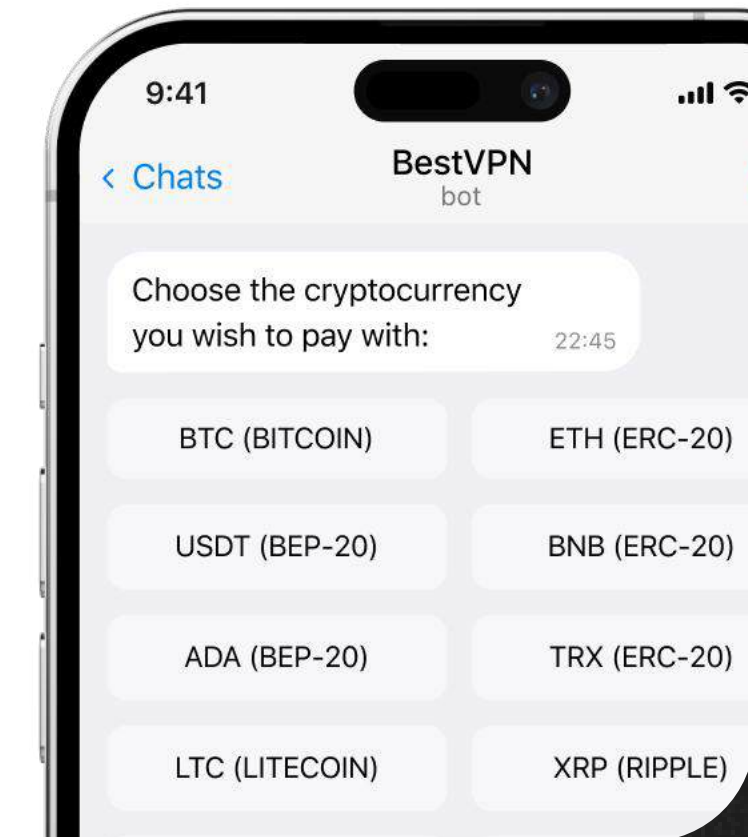 9:41
Chats
BestVPN
bot
Choose the cryptocurrency
you wish to pay with:
22:45
BTC (BITCOIN)
ETH (ERC-20)
USDT (BEP-20)
BNB (ERC-20)
ADA (BEP-20)
TRX (ERC-20)
LTC (LITECOIN)
XRP (RIPPLE)